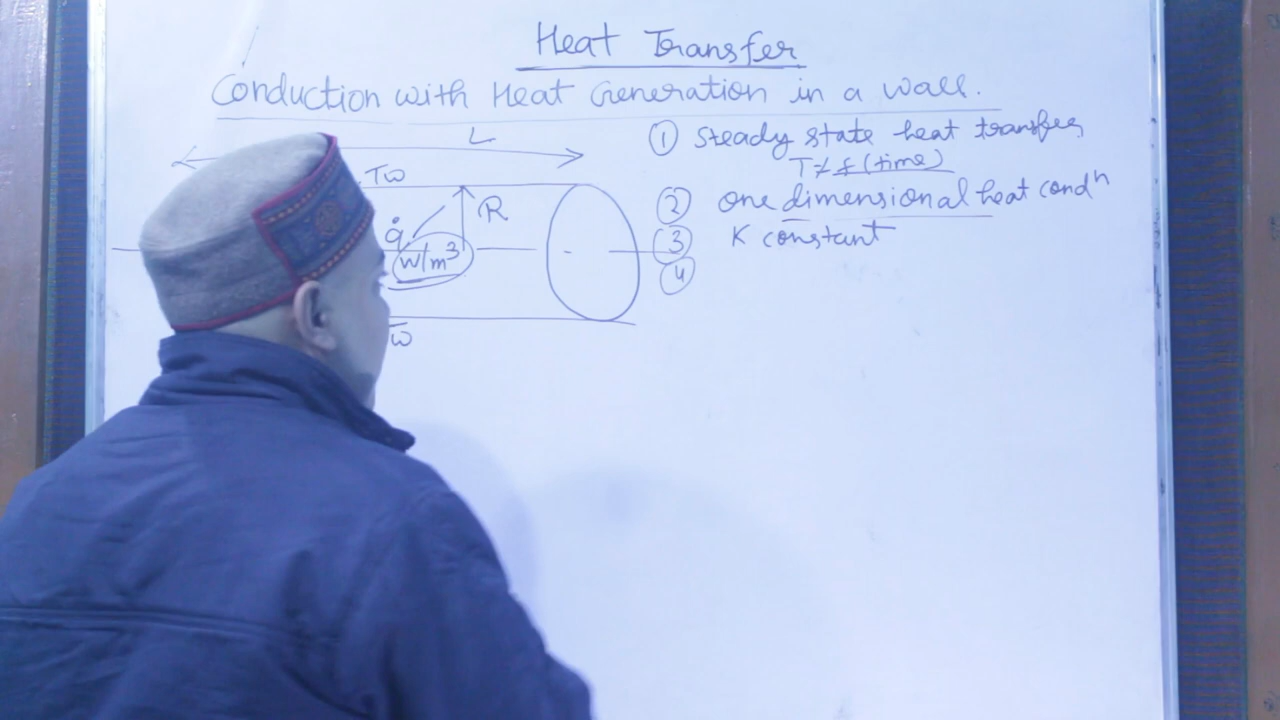 Heat Transfer
Conduction with Heat Generation in a wall.
L
Tw
R
q̇
W/m³
w
① Steady state heat transfer,
T ≠ f (time)
② one dimensional heat condⁿ
③ K constant
④